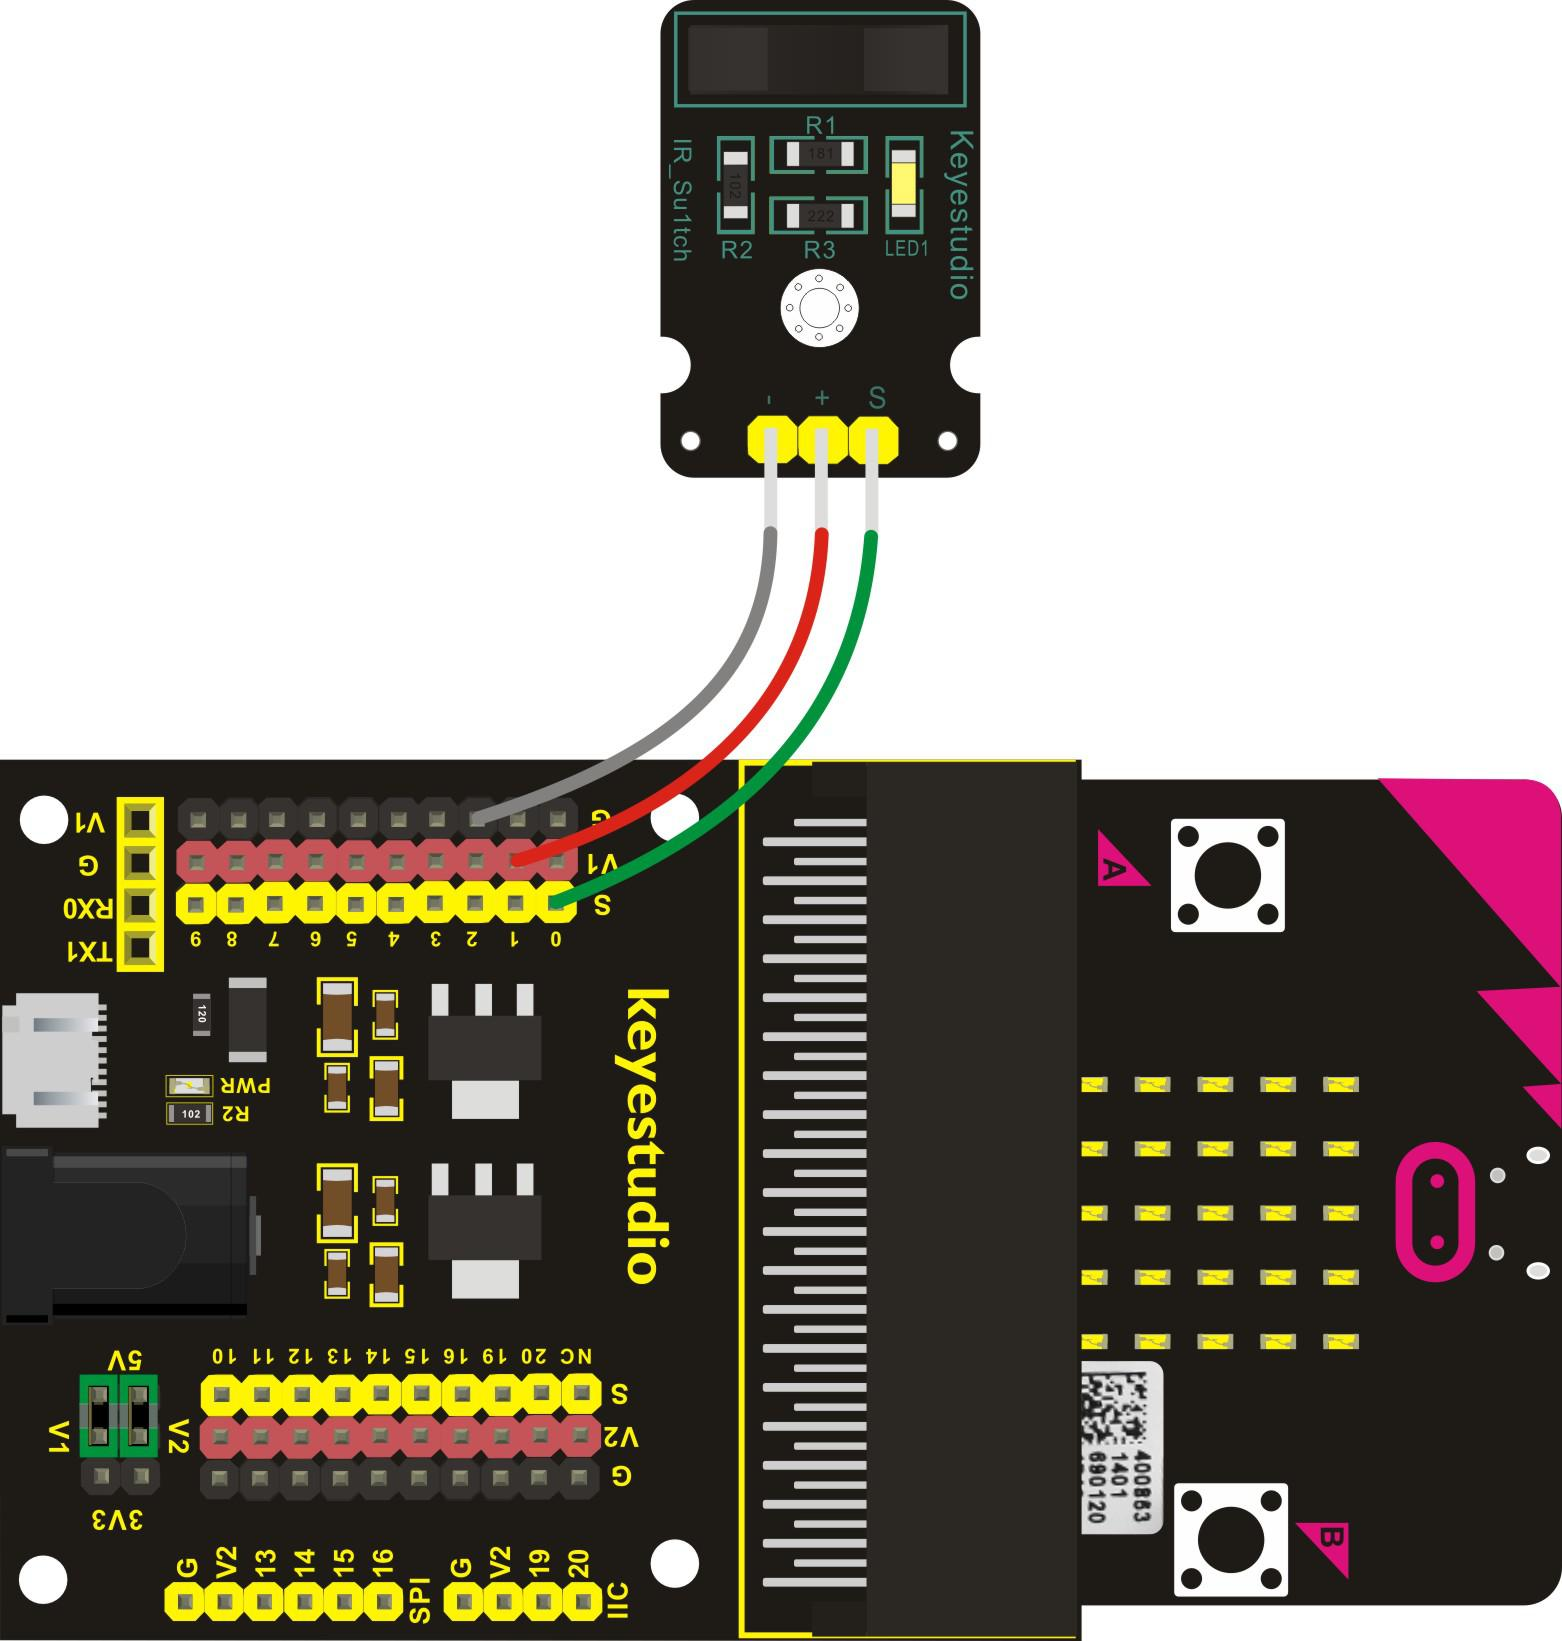 R1
181
IR_Su1tch
102
222
Keyestudio
R2
R3
LED1
- + S
V1
G
RX0
TX1
G
V1
S
9 8 7 6 5 4 3 2 1 0
A
120
PWR
R2
102
keyestudio
5V
V1
V2
3V3
10 11 12 13 14 15 16 19 20 NC
S
V2
G
400863
1401
690120
B
G V2 13 14 15 16
SPI
G V2 19 20
IIC